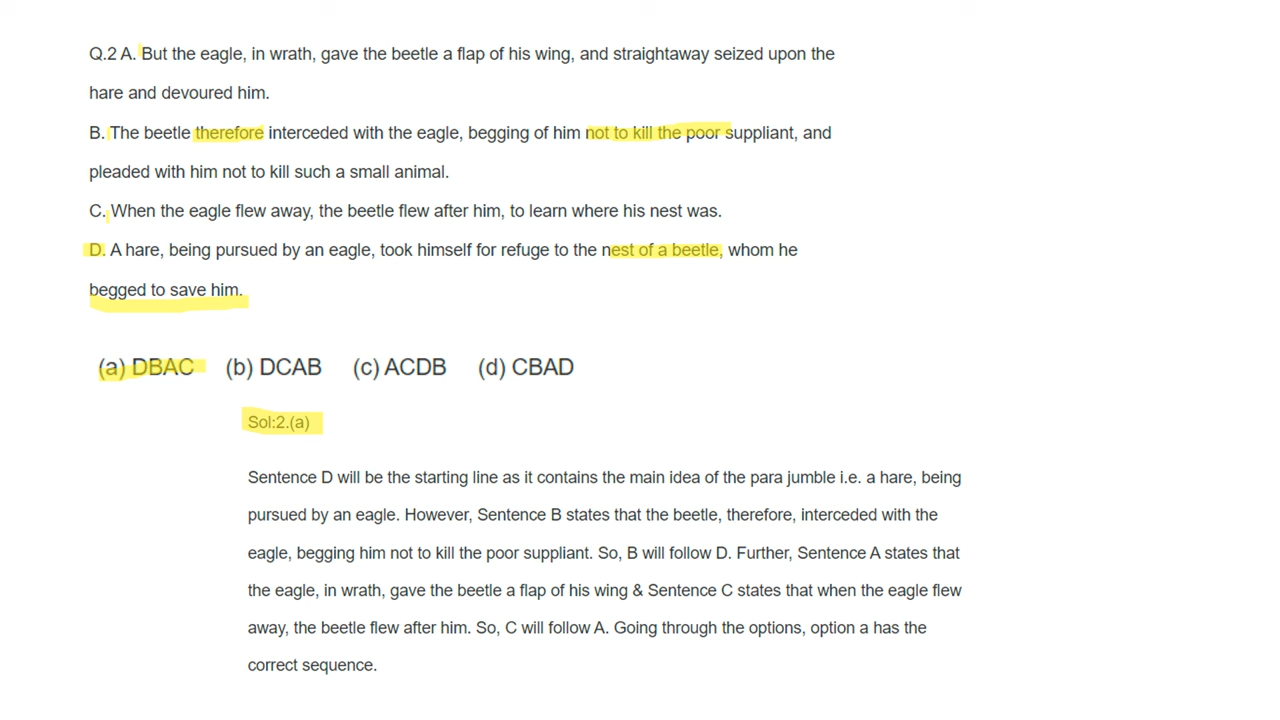 Q.2 A. But the eagle, in wrath, gave the beetle a flap of his wing, and straightaway seized upon the
hare and devoured him.
B. The beetle therefore interceded with the eagle, begging of him not to kill the poor suppliant, and
pleaded with him not to kill such a small animal.
C. When the eagle flew away, the beetle flew after him, to learn where his nest was.
D. A hare, being pursued by an eagle, took himself for refuge to the nest of a beetle, whom he
begged to save him.
(a) DBAC (b) DCAB (c) ACDB (d) CBAD
Sol:2.(a)
Sentence D will be the starting line as it contains the main idea of the para jumble i.e. a hare, being
pursued by an eagle. However, Sentence B states that the beetle, therefore, interceded with the
eagle, begging him not to kill the poor suppliant. So, B will follow D. Further, Sentence A states that
the eagle, in wrath, gave the beetle a flap of his wing & Sentence C states that when the eagle flew
away, the beetle flew after him. So, C will follow A. Going through the options, option a has the
correct sequence.